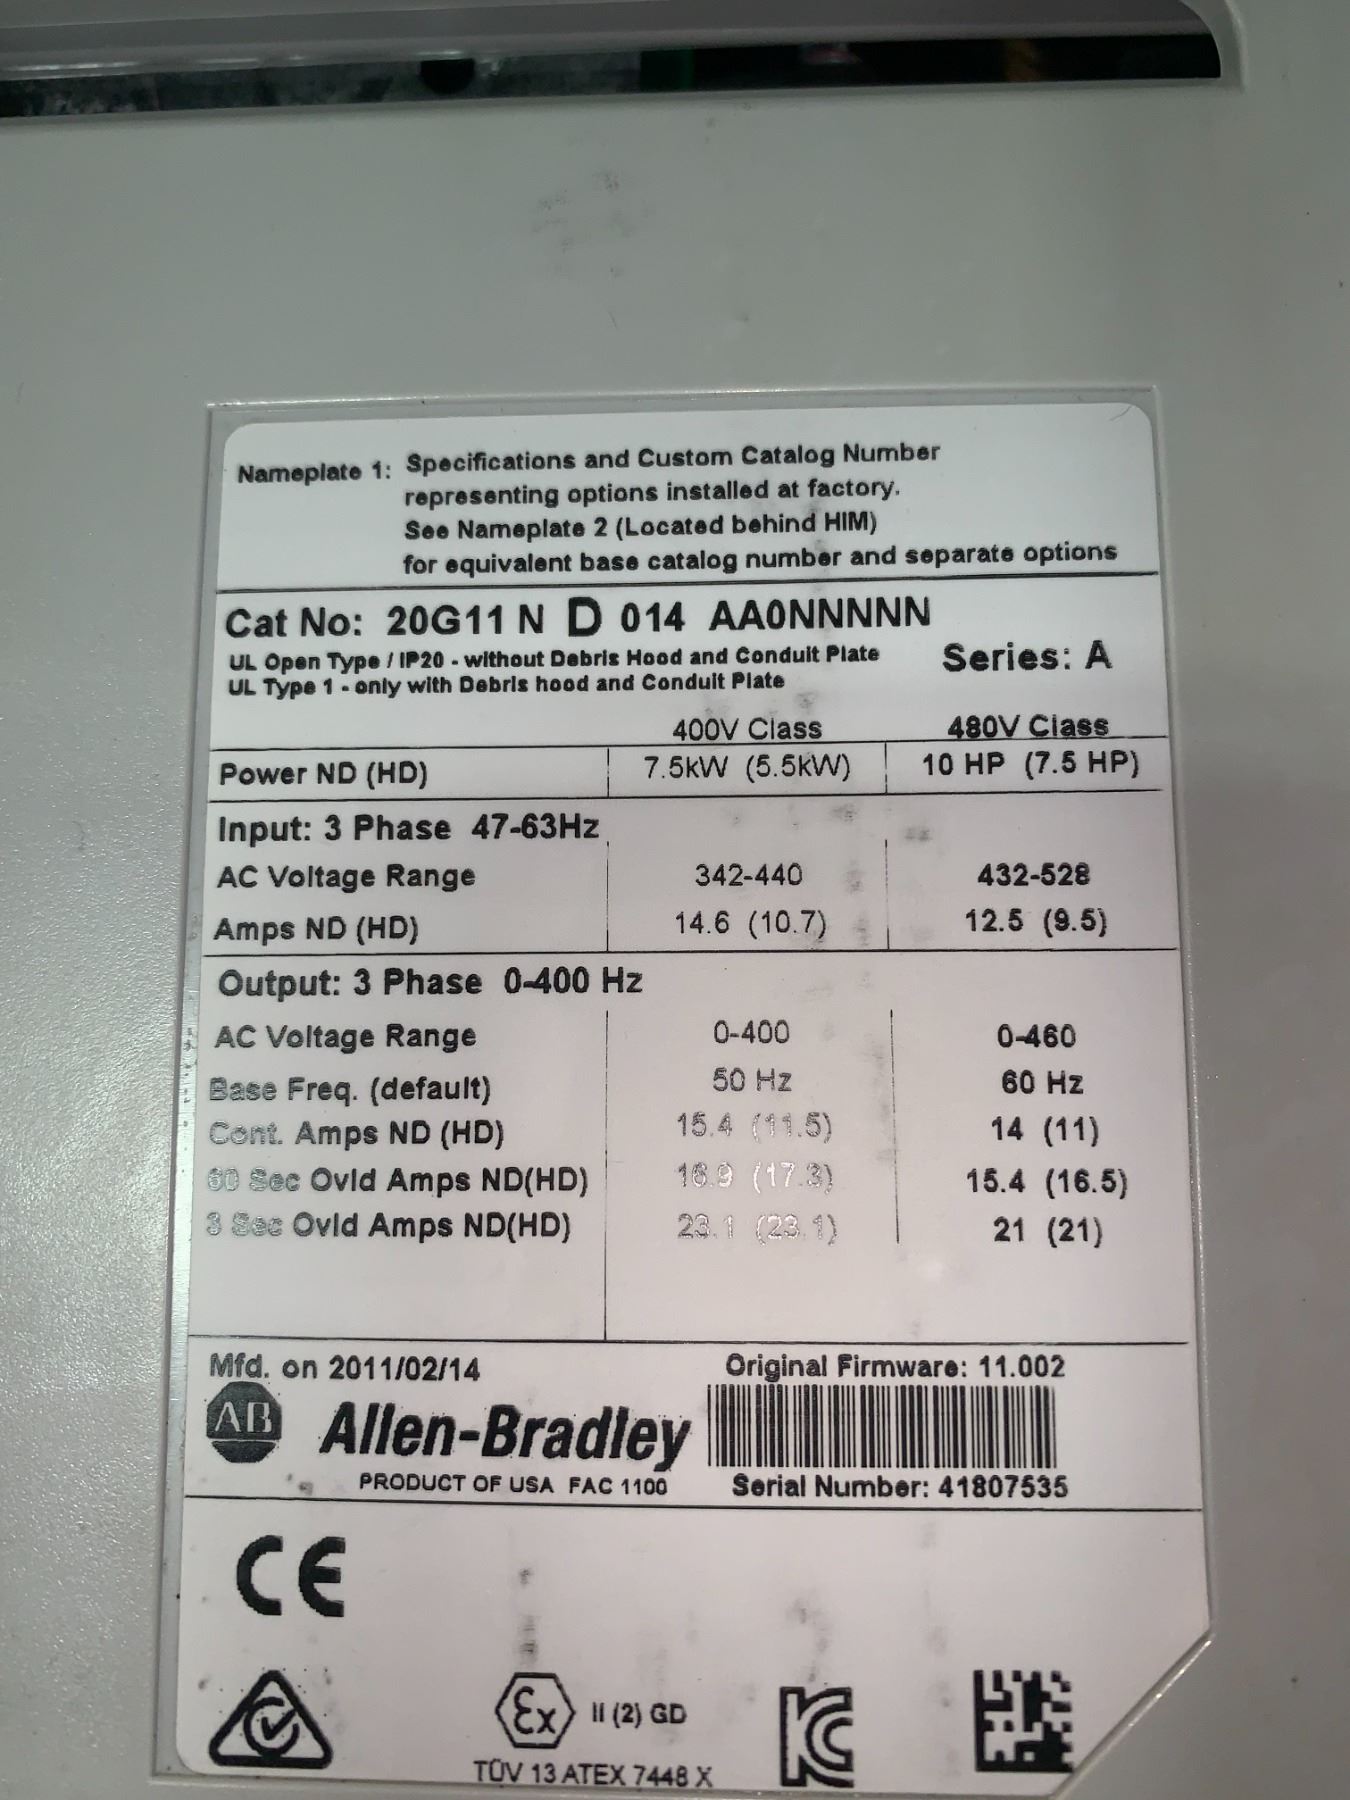 Nameplate 1: Specifications and Custom Catalog Number
representing options installed at factory.
See Nameplate 2 (Located behind HIM)
for equivalent base catalog number and separate options
Cat No: 20G11 N D 014 AA0NNNNN
UL Open Type / IP20 - without Debris Hood and Conduit Plate
UL Type 1 - only with Debris hood and Conduit Plate
Series: A
400V Class 480V Class
Power ND (HD) 7.5kW (5.5kW) 10 HP (7.5 HP)
Input: 3 Phase 47-63Hz
AC Voltage Range 342-440 432-528
Amps ND (HD) 14.6 (10.7) 12.5 (9.5)
Output: 3 Phase 0-400 Hz
AC Voltage Range 0-400 0-460
Base Freq. (default) 50 Hz 60 Hz
Cont. Amps ND (HD) 15.4 (11.5) 14 (11)
60 Sec Ovld Amps ND(HD) 16.9 (17.3) 15.4 (16.5)
3 Sec Ovld Amps ND(HD) 23.1 (23.1) 21 (21)
Mfd. on 2011/02/14 Original Firmware: 11.002
AB Allen-Bradley
PRODUCT OF USA FAC 1100 Serial Number: 41807535
CE
Ex II (2) GD
TÜV 13 ATEX 7448 X
KC